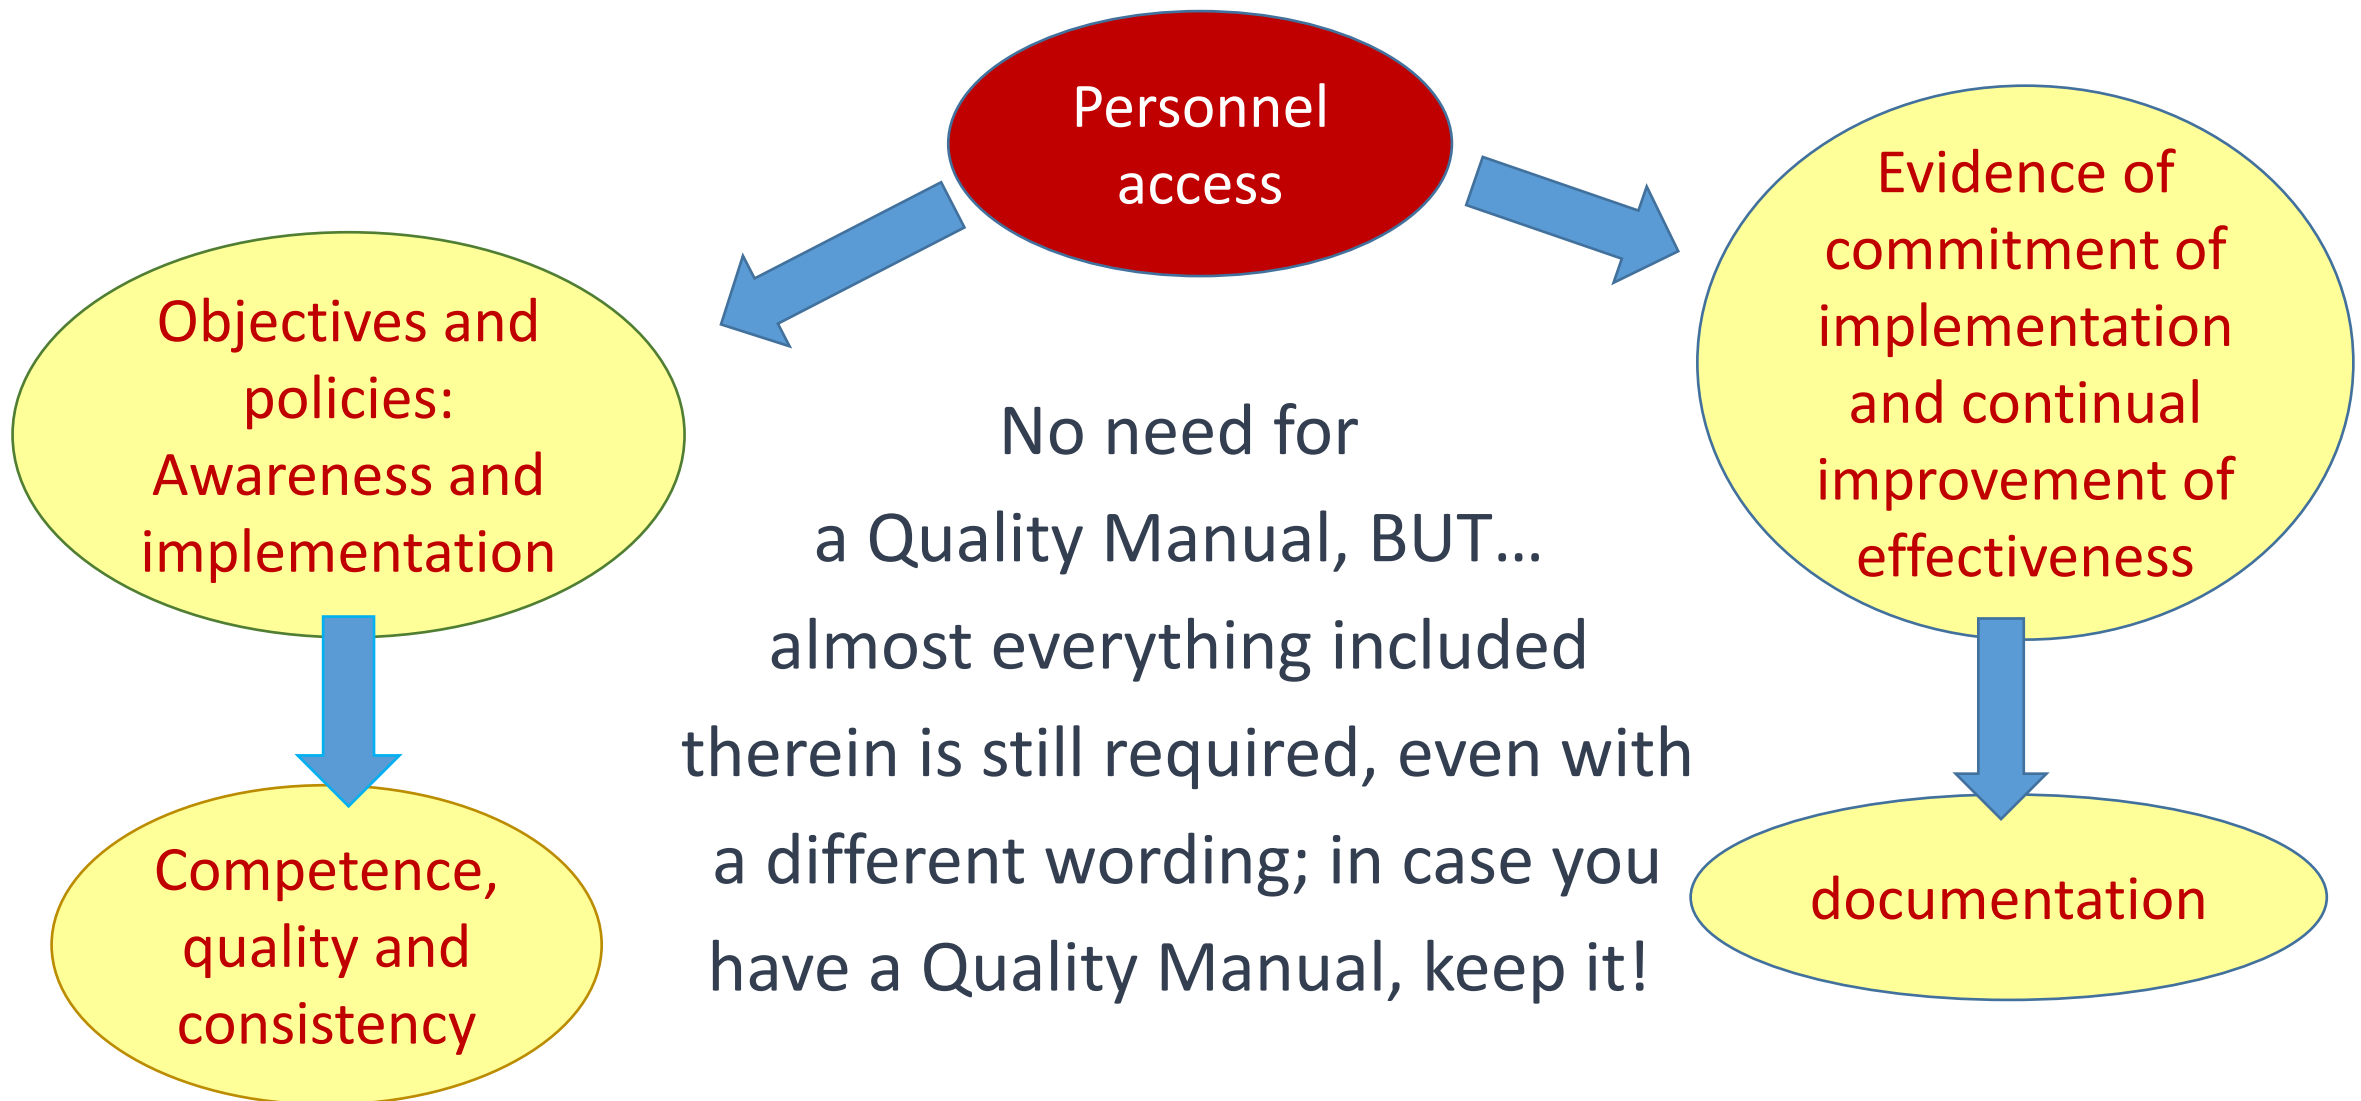 Personnel
access
Objectives and
policies:
Awareness and
implementation
Competence,
quality and
consistency
No need for
a Quality Manual, BUT…
almost everything included
therein is still required, even with
a different wording; in case you
have a Quality Manual, keep it!
Evidence of
commitment of
implementation
and continual
improvement of
effectiveness
documentation